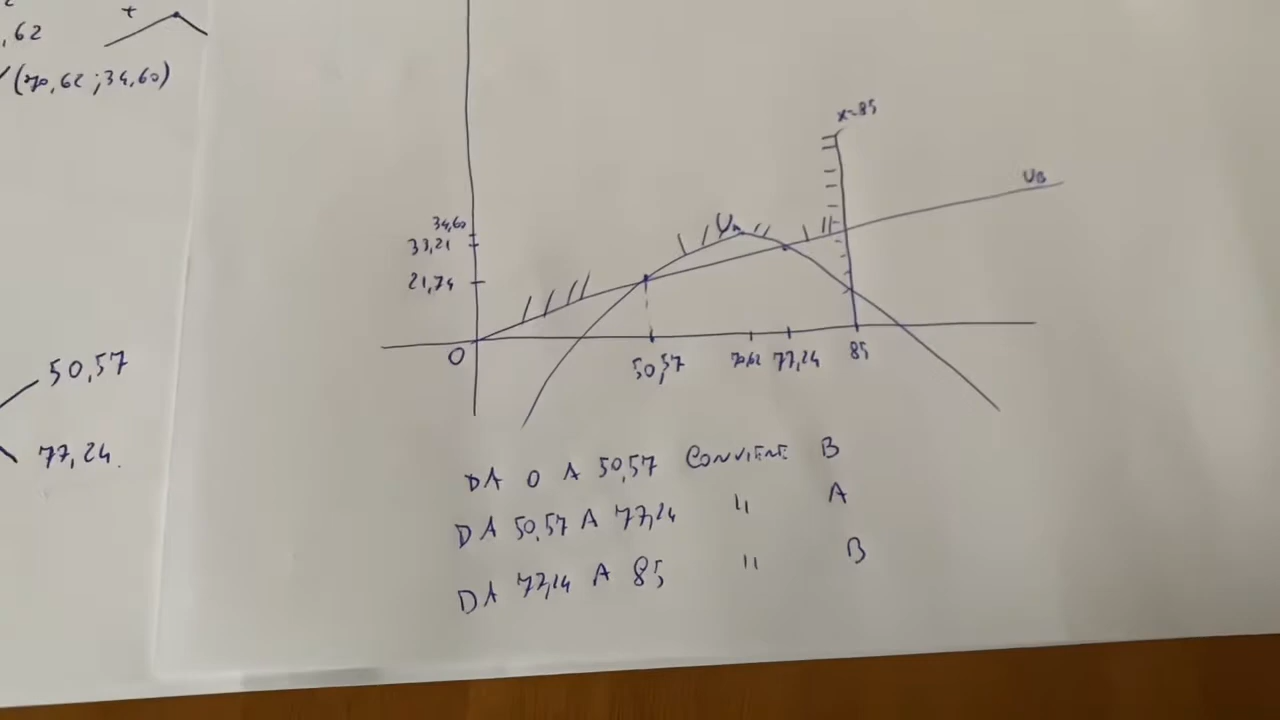 ,62
+
(70,62 ; 34,60)
50,57
77,24.
x=85
UB
34,60
33,21
21,74
0
50,57
70,62
77,24
85
DA 0 A 50,57 CONVIENE B
DA 50,57 A 77,24 " A
DA 77,24 A 85 " B